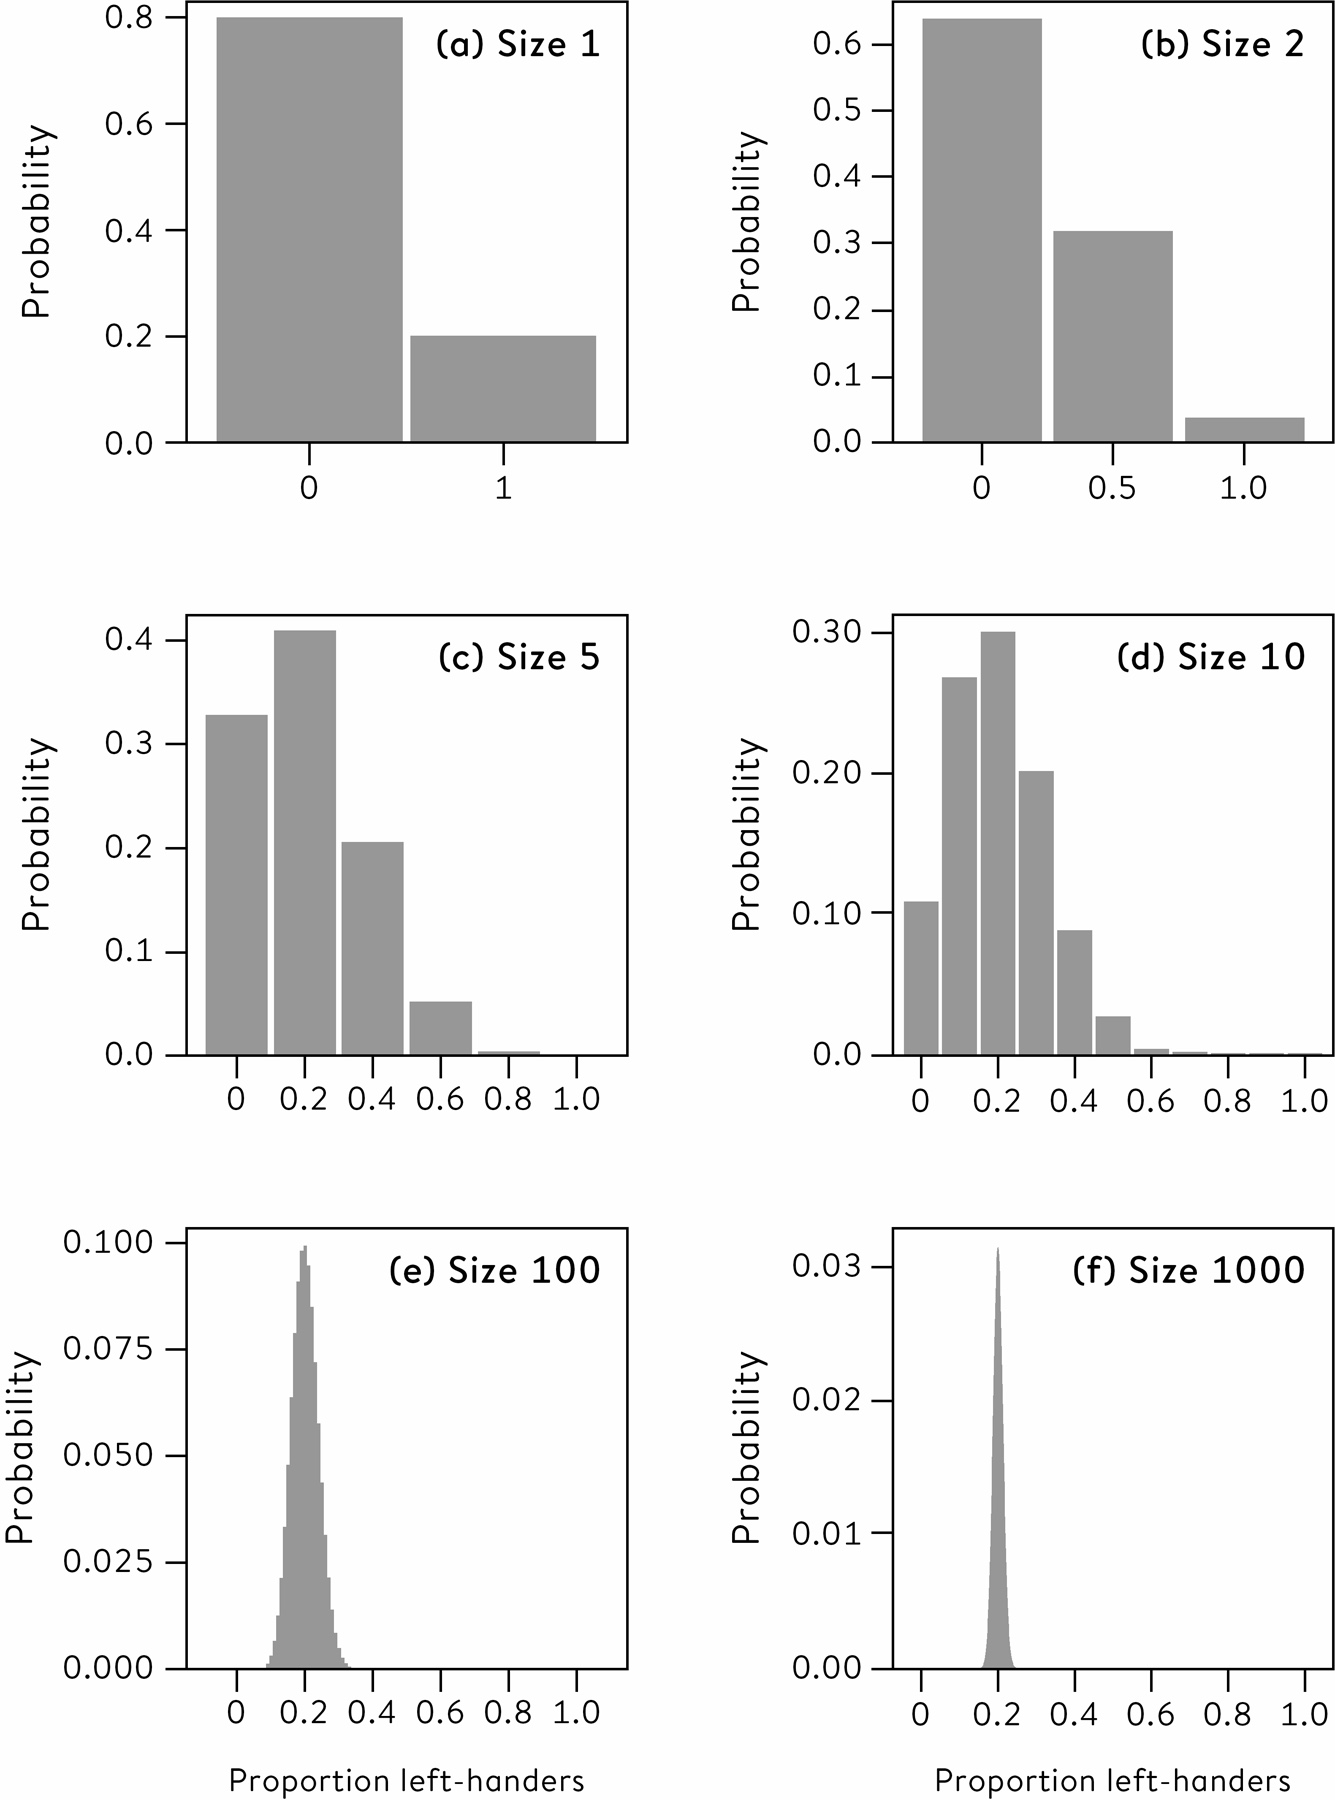 (a) Size 1
Probability
0.8
0.6
0.4
0.2
0.0
0 1
(b) Size 2
Probability
0.6
0.5
0.4
0.3
0.2
0.1
0.0
0 0.5 1.0
(c) Size 5
Probability
0.4
0.3
0.2
0.1
0.0
0 0.2 0.4 0.6 0.8 1.0
(d) Size 10
Probability
0.30
0.20
0.10
0.0
0 0.2 0.4 0.6 0.8 1.0
(e) Size 100
Probability
0.100
0.075
0.050
0.025
0.000
0 0.2 0.4 0.6 0.8 1.0
Proportion left-handers
(f) Size 1000
Probability
0.03
0.02
0.01
0.00
0 0.2 0.4 0.6 0.8 1.0
Proportion left-handers